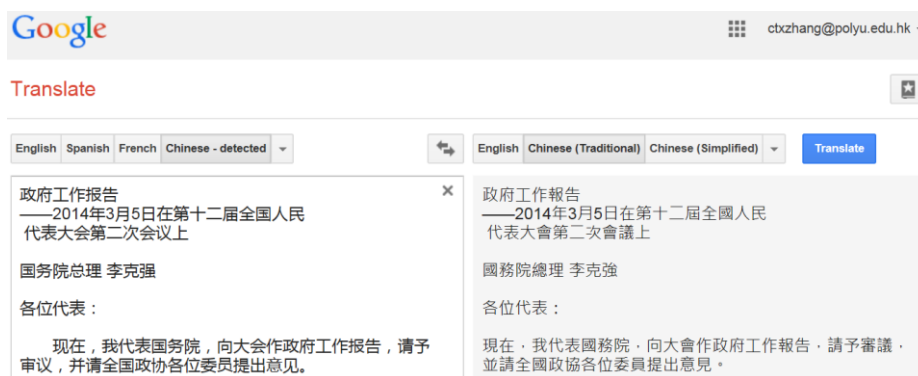 Google
ctxzhang@polyu.edu.hk
Translate
English Spanish French Chinese - detected
English Chinese (Traditional) Chinese (Simplified) Translate
政府工作报告
——2014年3月5日在第十二届全国人民
代表大会第二次会议上
国务院总理 李克强
各位代表：
现在，我代表国务院，向大会作政府工作报告，请予
审议，并请全国政协各位委员提出意见。
政府工作報告
——2014年3月5日在第十二屆全國人民
代表大會第二次會議上
國務院總理 李克強
各位代表：
現在，我代表國務院，向大會作政府工作報告，請予審議，
並請全國政協各位委員提出意見。